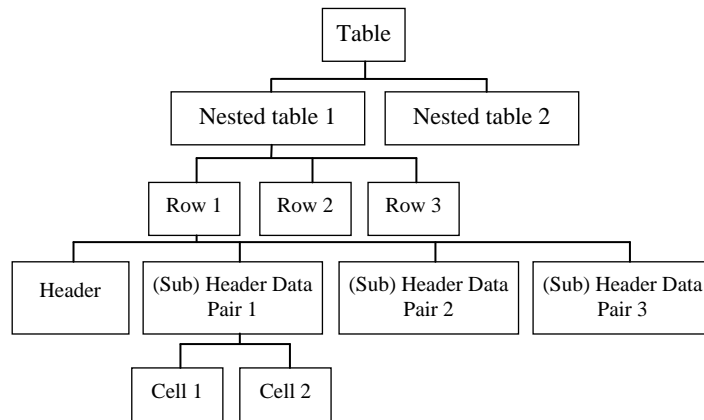 Table
Nested table 1
Nested table 2
Row 1
Row 2
Row 3
Header
(Sub) Header Data
Pair 1
(Sub) Header Data
Pair 2
(Sub) Header Data
Pair 3
Cell 1
Cell 2